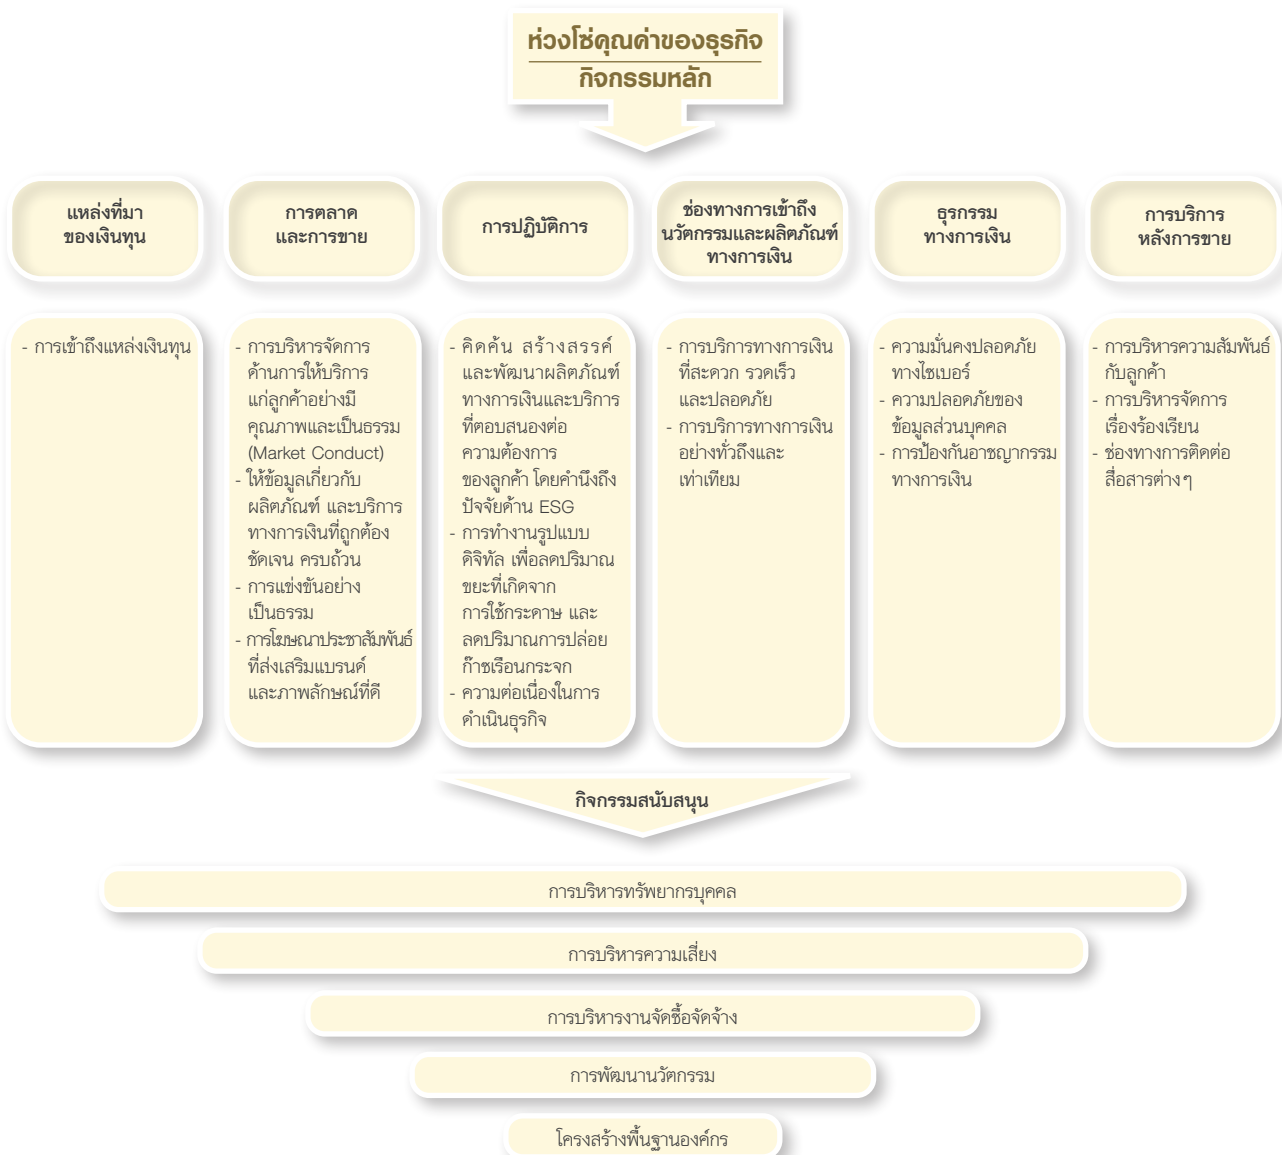 ห่วงโซ่คุณค่าของธุรกิจ
กิจกรรมหลัก
แหล่งที่มา
ของเงินทุน
การตลาด
และการขาย
การปฏิบัติการ
ช่องทางการเข้าถึง
นวัตกรรมและผลิตภัณฑ์
ทางการเงิน
ธุรกรรม
ทางการเงิน
การบริการ
หลังการขาย
- การเข้าถึงแหล่งเงินทุน
- การบริหารจัดการ
ด้านการให้บริการ
แก่ลูกค้าอย่างมี
คุณภาพและเป็นธรรม
(Market Conduct)
- ให้ข้อมูลเกี่ยวกับ
ผลิตภัณฑ์ และบริการ
ทางการเงินที่ถูกต้อง
ชัดเจน ครบถ้วน
- การแข่งขันอย่าง
เป็นธรรม
- การโฆษณาประชาสัมพันธ์
ที่ส่งเสริมแบรนด์
และภาพลักษณ์ที่ดี
- คิดค้น สร้างสรรค์
และพัฒนาผลิตภัณฑ์
ทางการเงินและบริการ
ที่ตอบสนองต่อ
ความต้องการ
ของลูกค้า โดยคำนึงถึง
ปัจจัยด้าน ESG
- การทำงานรูปแบบ
ดิจิทัล เพื่อลดปริมาณ
ขยะที่เกิดจาก
การใช้กระดาษ และ
ลดปริมาณการปล่อย
ก๊าซเรือนกระจก
- ความต่อเนื่องในการ
ดำเนินธุรกิจ
- การบริการทางการเงิน
ที่สะดวก รวดเร็ว
และปลอดภัย
- การบริการทางการเงิน
อย่างทั่วถึงและ
เท่าเทียม
- ความมั่นคงปลอดภัย
ทางไซเบอร์
- ความปลอดภัยของ
ข้อมูลส่วนบุคคล
- การป้องกันอาชญากรรม
ทางการเงิน
- การบริหารความสัมพันธ์
กับลูกค้า
- การบริหารจัดการ
เรื่องร้องเรียน
- ช่องทางการติดต่อ
สื่อสารต่างๆ
กิจกรรมสนับสนุน
การบริหารทรัพยากรบุคคล
การบริหารความเสี่ยง
การบริหารงานจัดซื้อจัดจ้าง
การพัฒนานวัตกรรม
โครงสร้างพื้นฐานองค์กร